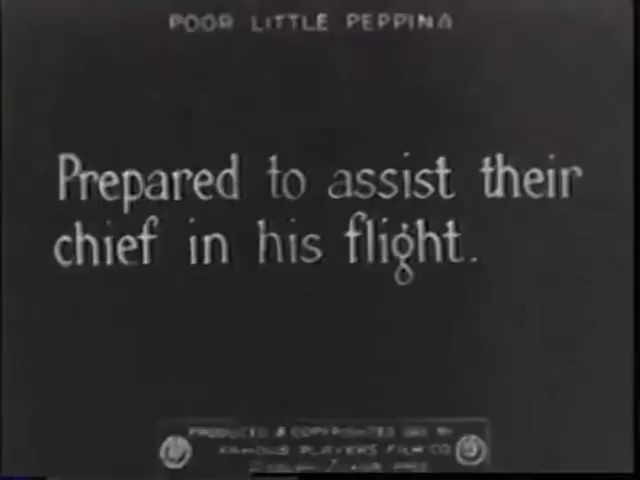 POOR LITTLE PEPPINA
Prepared to assist their
chief in his flight.
PRODUCED & COPYRIGHTED
FAMOUS PLAYERS FILM CO